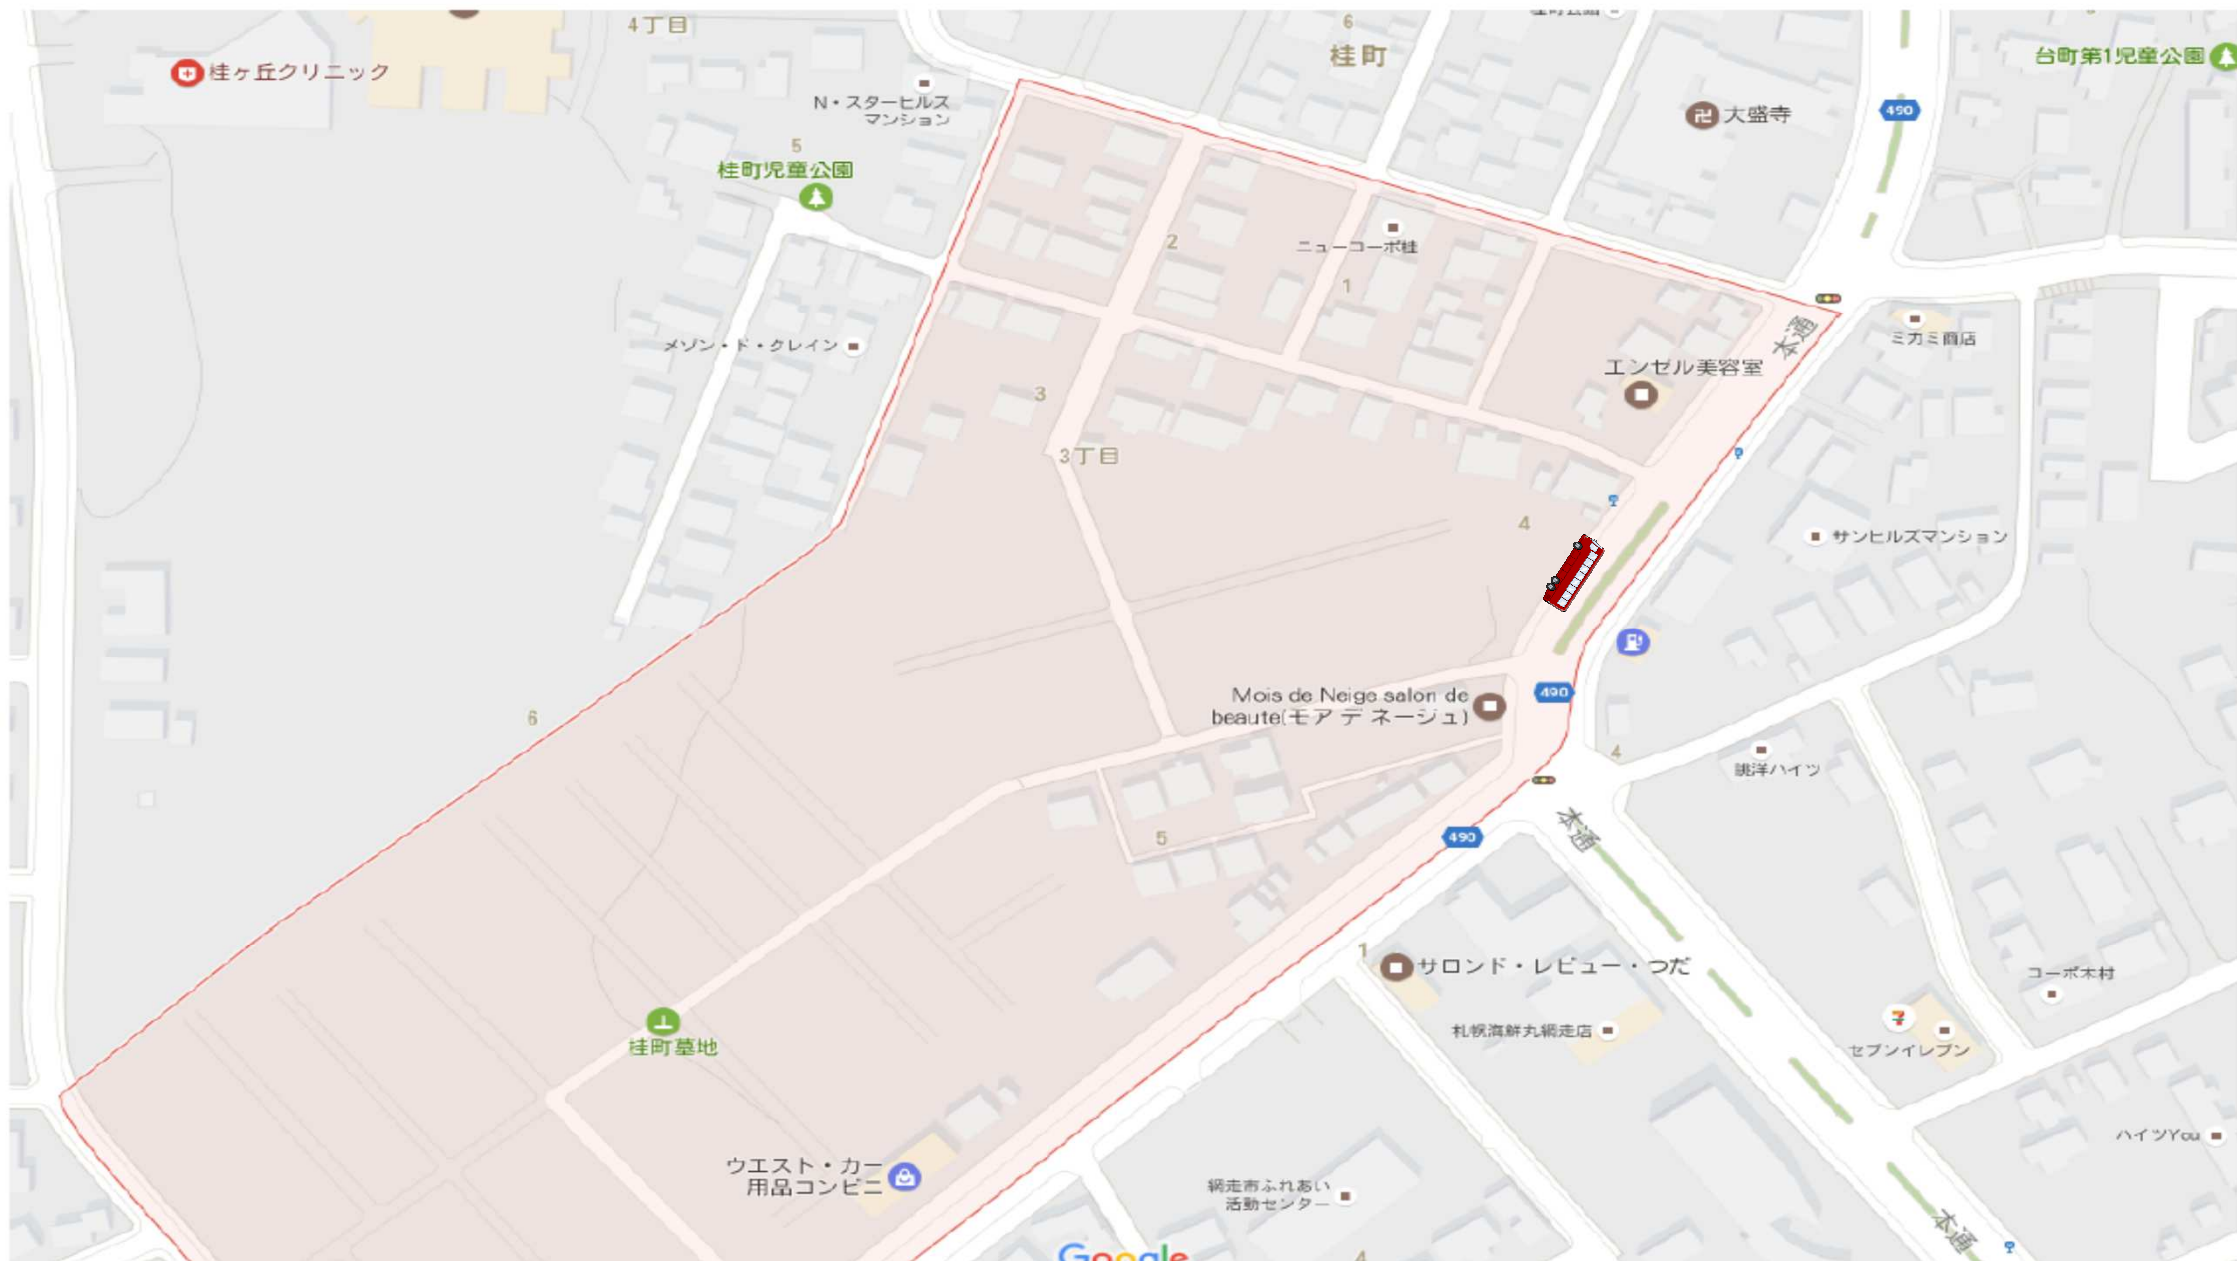 4丁目
6
桂町
台町第1児童公園
桂ヶ丘クリニック
N・スターヒルズ
マンション
490
大盛寺
5
桂町児童公園
2
ニューコーポ桂
1
本通
ミカミ商店
メゾン・ド・クレイン
エンゼル美容室
3
3丁目
4
サンヒルズマンション
Mois de Neige salon de
beaute(モア デ ネージュ)
490
6
4
眺洋ハイツ
本通
490
5
1
サロンド・レビュー・つだ
コーポ木村
札幌海鮮丸網走店
7
セブンイレブン
桂町墓地
ハイツYou
ウエスト・カー
用品コンビニ
網走市ふれあい
活動センター
本通
Google
4